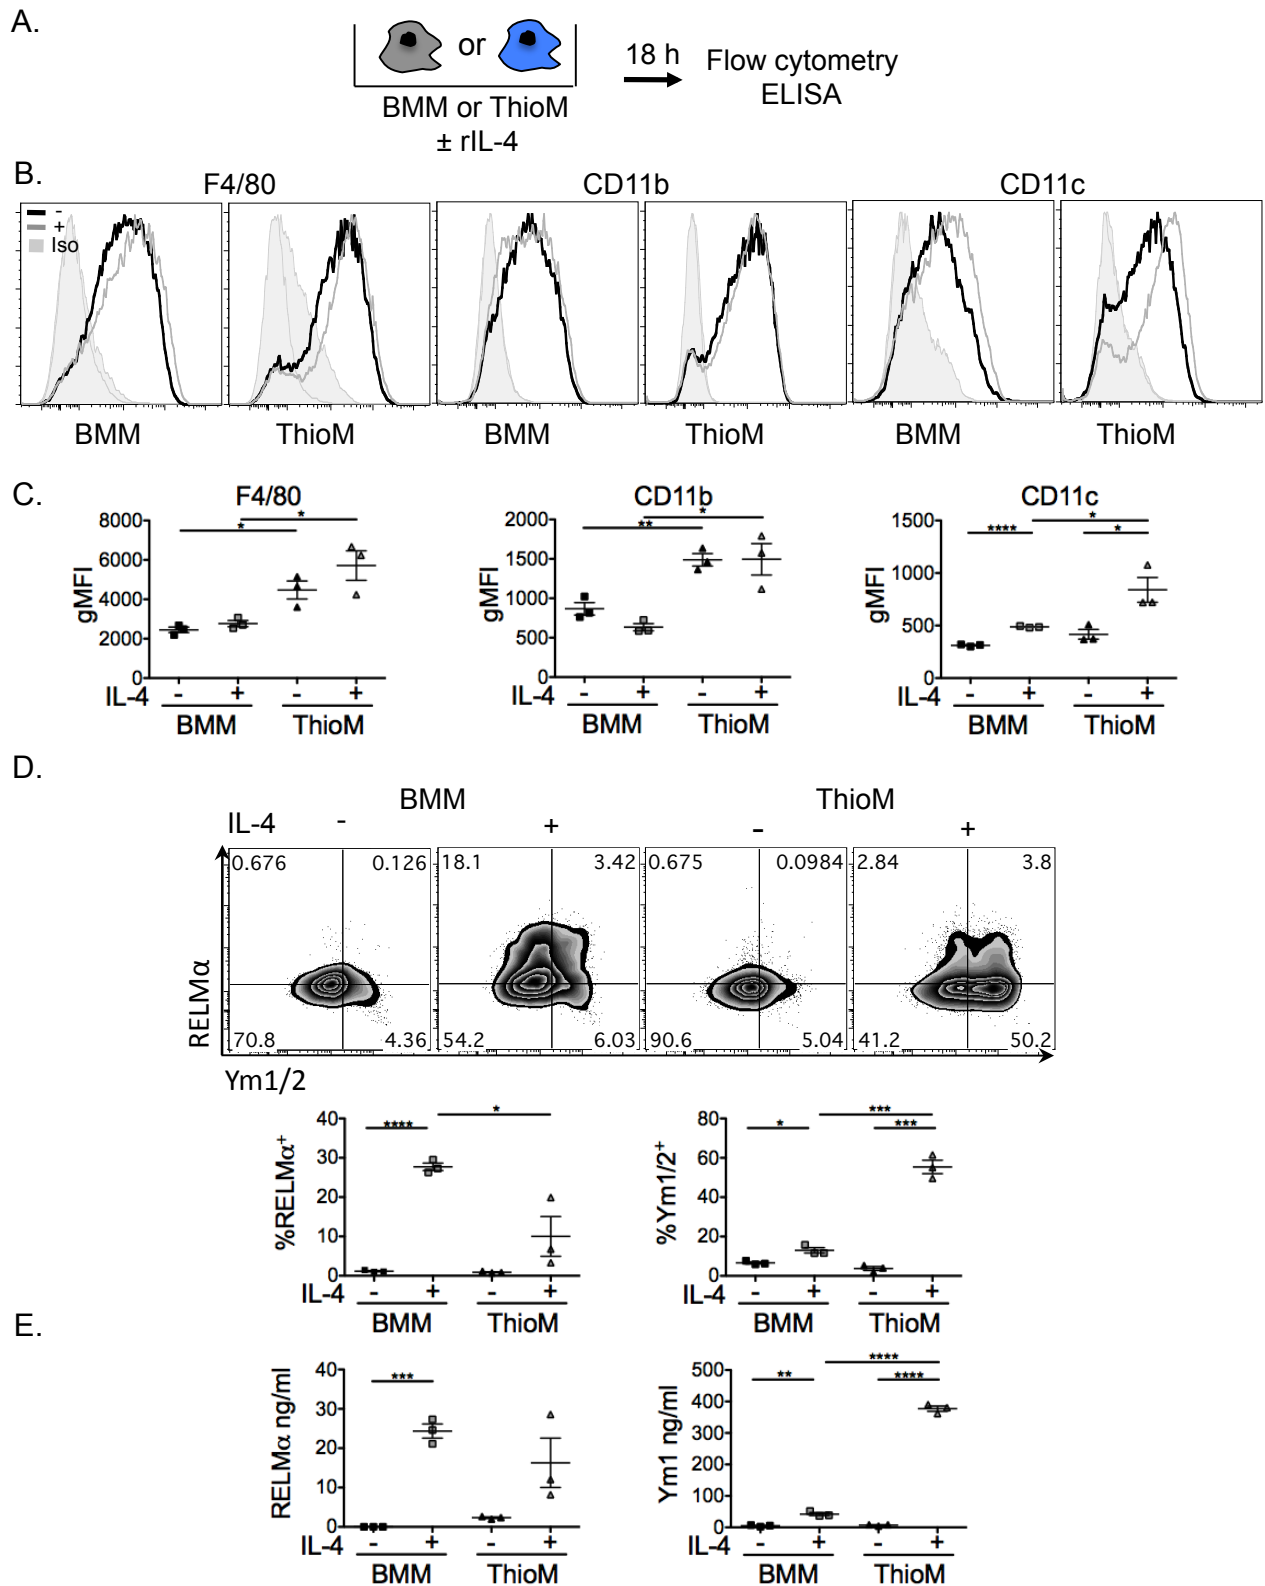 A.
or
18 h
Flow cytometry
ELISA
BMM or ThioM
± rIL-4
B.
F4/80
CD11b
CD11c
-
+
Iso
BMM
ThioM
BMM
ThioM
BMM
ThioM
C.
F4/80
8000
6000
4000
2000
0
gMFI
*
*
IL-4 - + - +
BMM ThioM
CD11b
2000
1500
1000
500
0
gMFI
**
*
IL-4 - + - +
BMM ThioM
CD11c
1500
1000
500
0
gMFI
****
*
*
IL-4 - + - +
BMM ThioM
D.
BMM
ThioM
IL-4 - + - +
0.676 0.126 18.1 3.42 0.675 0.0984 2.84 3.8
RELMα
70.8 4.36 54.2 6.03 90.6 5.04 41.2 50.2
Ym1/2
%RELMα+
40
30
20
10
0
****
*
IL-4 - + - +
BMM ThioM
%Ym1/2+
80
60
40
20
0
*
***
***
IL-4 - + - +
BMM ThioM
E.
RELMα ng/ml
40
30
20
10
0
***
IL-4 - + - +
BMM ThioM
Ym1 ng/ml
500
400
300
200
100
0
**
****
****
IL-4 - + - +
BMM ThioM